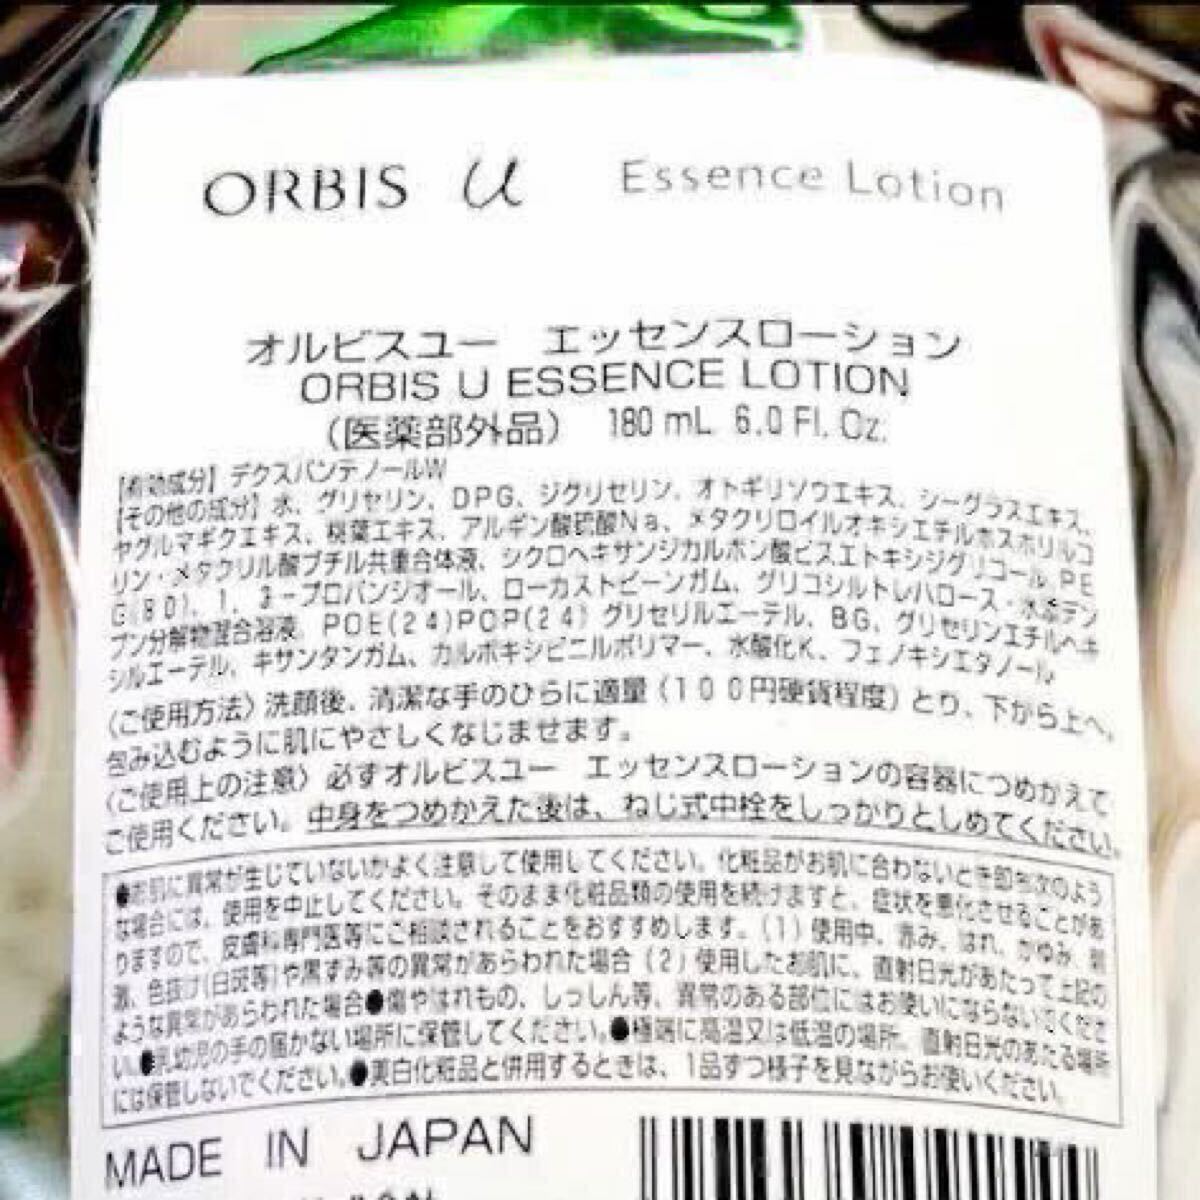 ORBIS u Essence Lotion
オルビスユー エッセンスローション
ORBIS U ESSENCE LOTION
(医薬部外品) 180 mL 6.0 Fl. Oz.
【有効成分】デクスパンテノールW
【その他の成分】水、グリセリン、DPG、ジグリセリン、オトギリソウエキス、シーグラスエキス、
ヤグルマギクエキス、桃葉エキス、アルギン酸硫酸Na、メタクリロイルオキシエチルホスホリルコ
リン・メタクリル酸ブチル共重合体液、シクロヘキサンジカルボン酸ビスエトキシジグリコール、PE
G(80)、1，3－プロパンジオール、ローカストビーンガム、グリコシルトレハロース・水添デン
プン分解物混合溶液、POE(24)POP(24)グリセリルエーテル、BG、グリセリンエチルヘキ
シルエーテル、キサンタンガム、カルボキシビニルポリマー、水酸化K、フェノキシエタノール
〈ご使用方法〉洗顔後、清潔な手のひらに適量(100円硬貨程度)とり、下から上へ、
包み込むように肌にやさしくなじませます。
〈ご使用上の注意〉必ずオルビスユー エッセンスローションの容器につめかえて
ご使用ください。中身をつめかえた後は、ねじ式中栓をしっかりとしめてください。
●お肌に異常が生じていないかよく注意して使用してください。化粧品がお肌に合わないとき即ち次のよう
な場合には、使用を中止してください。そのまま化粧品類の使用を続けますと、症状を悪化させることがあ
りますので、皮膚科専門医等にご相談されることをおすすめします。(1)使用中、赤み、はれ、かゆみ、刺
激、色抜け(白斑等)や黒ずみ等の異常があらわれた場合(2)使用したお肌に、直射日光があたって上記の
ような異常があらわれた場合●傷やはれもの、しっしん等、異常のある部位にはお使いにならないでくださ
い。●乳幼児の手の届かない場所に保管してください。●極端に高温又は低温の場所、直射日光のあたる場所
には保管しないでください。●美白化粧品と併用するときは、1品ずつ様子を見ながらお使いください。
MADE IN JAPAN